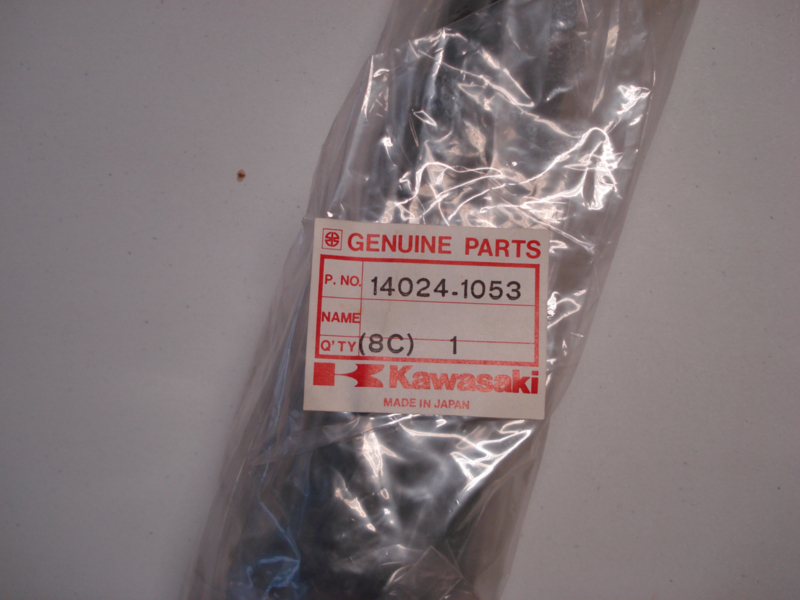 GENUINE PARTS
P. NO. 14024-1053
NAME
Q'TY (8C) 1
Kawasaki
MADE IN JAPAN